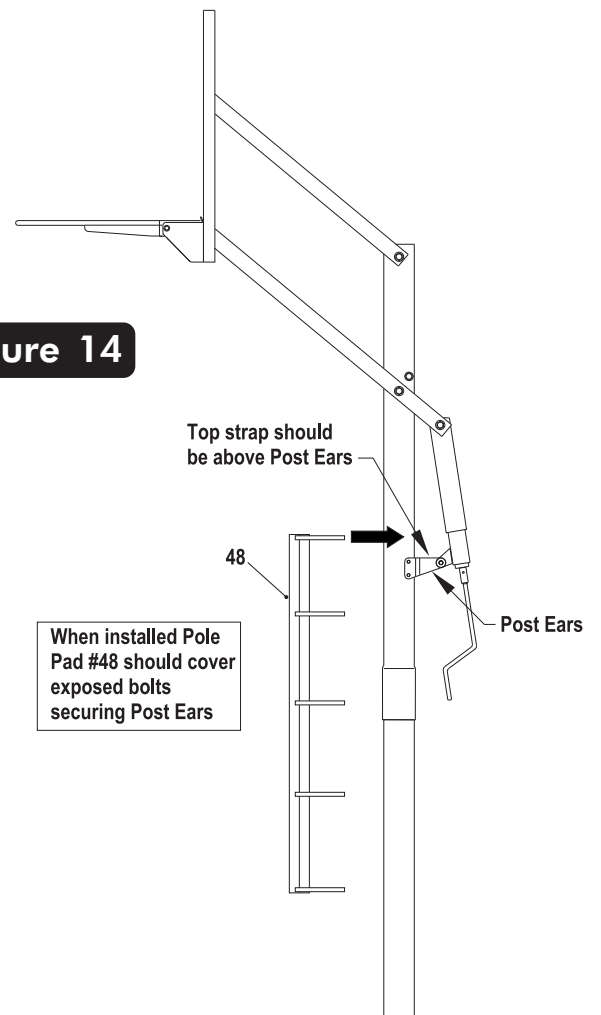 ure 14
Top strap should
be above Post Ears
48
Post Ears
When installed Pole
Pad #48 should cover
exposed bolts
securing Post Ears